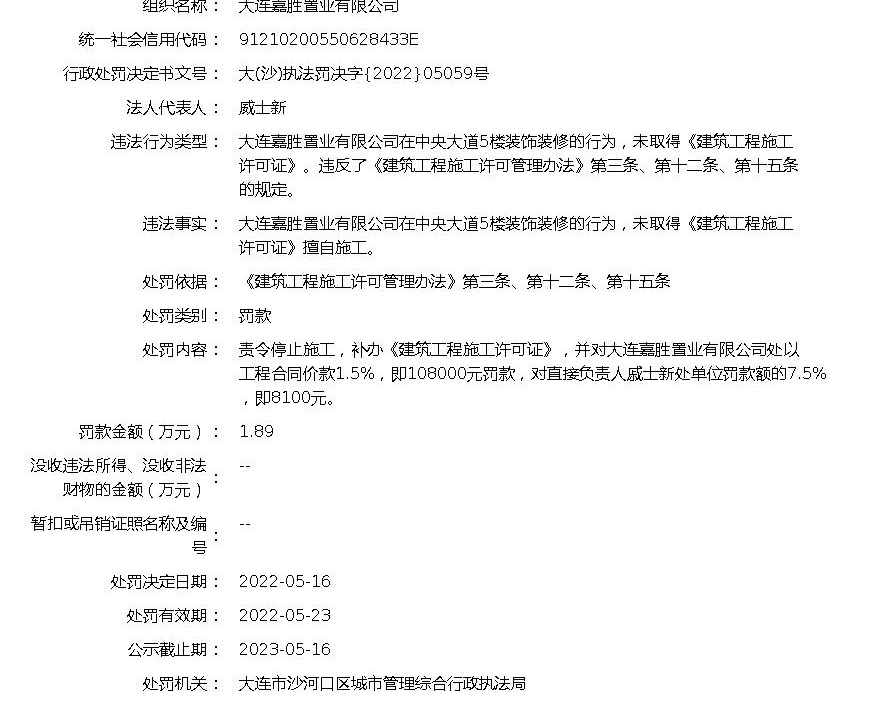 组织名称： 大连嘉胜置业有限公司
统一社会信用代码： 91210200550628433E
行政处罚决定书文号： 大(沙)执法罚决字{2022}05059号
法人代表人： 威士新
违法行为类型： 大连嘉胜置业有限公司在中央大道5楼装饰装修的行为，未取得《建筑工程施工
许可证》。违反了《建筑工程施工许可管理办法》第三条、第十二条、第十五条
的规定。
违法事实： 大连嘉胜置业有限公司在中央大道5楼装饰装修的行为，未取得《建筑工程施工
许可证》擅自施工。
处罚依据： 《建筑工程施工许可管理办法》第三条、第十二条、第十五条
处罚类别： 罚款
处罚内容： 责令停止施工，补办《建筑工程施工许可证》，并对大连嘉胜置业有限公司处以
工程合同价款1.5%，即108000元罚款，对直接负责人戚士新处单位罚款额的7.5%
，即8100元。
罚款金额（万元）： 1.89
没收违法所得、没收非法
财物的金额（万元）： --
暂扣或吊销证照名称及编
号： --
处罚决定日期： 2022-05-16
处罚有效期： 2022-05-23
公示截止期： 2023-05-16
处罚机关： 大连市沙河口区城市管理综合行政执法局